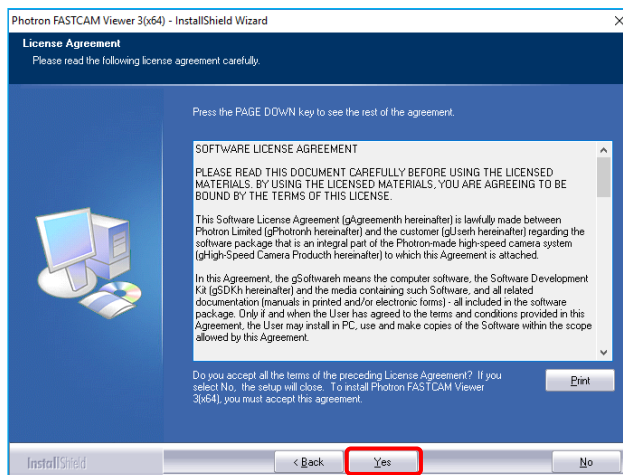 Photron FASTCAM Viewer 3(x64) - InstallShield Wizard
License Agreement
Please read the following license agreement carefully.
Press the PAGE DOWN key to see the rest of the agreement.
SOFTWARE LICENSE AGREEMENT
PLEASE READ THIS DOCUMENT CAREFULLY BEFORE USING THE LICENSED
MATERIALS. BY USING THE LICENSED MATERIALS, YOU ARE AGREEING TO BE
BOUND BY THE TERMS OF THIS LICENSE.
This Software License Agreement (gAgreementh hereinafter) is lawfully made between
Photron Limited (gPhotronh hereinafter) and the customer (gUserh hereinafter) regarding the
software package that is an integral part of the Photron-made high-speed camera system
(gHigh-Speed Camera Producth hereinafter) to which this Agreement is attached.
In this Agreement, the gSoftwareh means the computer software, the Software Development
Kit (gSDKh hereinafter) and the media containing such Software, and all related
documentation (manuals in printed and/or electronic forms) - all included in the software
package. Only if and when the User has agreed to the terms and conditions provided in this
Agreement, the User may install in PC, use and make copies of the Software within the scope
allowed by this Agreement.
Do you accept all the terms of the preceding License Agreement? If you
select No, the setup will close. To install Photron FASTCAM Viewer
3(x64), you must accept this agreement.
Print
InstallShield
< Back
Yes
No